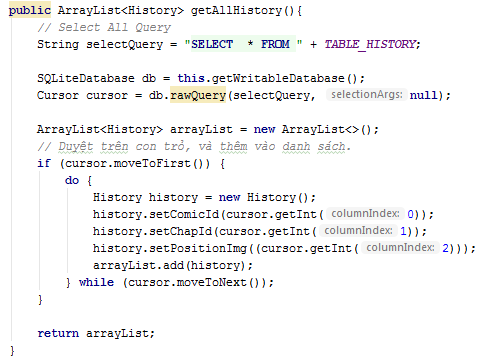 public ArrayList<History> getAllHistory(){
// Select All Query
String selectQuery = "SELECT  * FROM " + TABLE_HISTORY;
SQLiteDatabase db = this.getWritableDatabase();
Cursor cursor = db.rawQuery(selectQuery, selectionArgs: null);
ArrayList<History> arrayList = new ArrayList<>();
// Duyệt trên con trỏ, và thêm vào danh sách.
if (cursor.moveToFirst()) {
do {
History history = new History();
history.setComicId(cursor.getInt( columnIndex: 0));
history.setChapId(cursor.getInt( columnIndex: 1));
history.setPositionImg((cursor.getInt( columnIndex: 2)));
arrayList.add(history);
} while (cursor.moveToNext());
}
return arrayList;
}